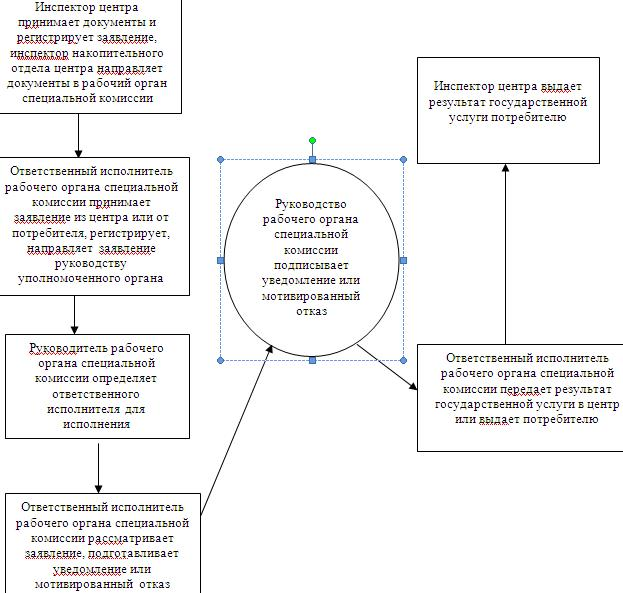 Инспектор центра
принимает документы и
регистрирует заявление,
инспектор накопительного
отдела центра направляет
документы в рабочий орган
специальной комиссии
Ответственный исполнитель
рабочего органа специальной
комиссии принимает
заявление из центра или от
потребителя, регистрирует,
направляет заявление
руководству
уполномоченного органа
Руководитель рабочего
органа специальной
комиссии определяет
ответственного
исполнителя для
исполнения
Ответственный исполнитель
рабочего органа специальной
комиссии рассматривает
заявление, подготавливает
уведомление или
мотивированный отказ
Руководство
рабочего органа
специальной
комиссии
подписывает
уведомление или
мотивированный
отказ
Ответственный исполнитель
рабочего органа специальной
комиссии передает результат
государственной услуги в центр
или выдает потребителю
Инспектор центра выдает
результат государственной
услуги потребителю